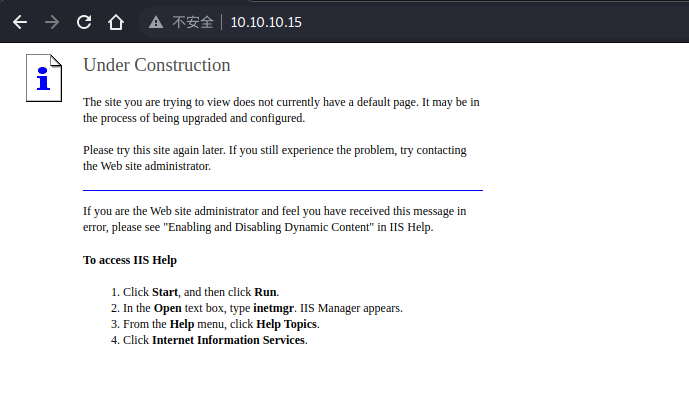 不安全 10.10.10.15
Under Construction
The site you are trying to view does not currently have a default page. It may be in
the process of being upgraded and configured.
Please try this site again later. If you still experience the problem, try contacting
the Web site administrator.
If you are the Web site administrator and feel you have received this message in
error, please see "Enabling and Disabling Dynamic Content" in IIS Help.
To access IIS Help
1. Click Start, and then click Run.
2. In the Open text box, type inetmgr. IIS Manager appears.
3. From the Help menu, click Help Topics.
4. Click Internet Information Services.